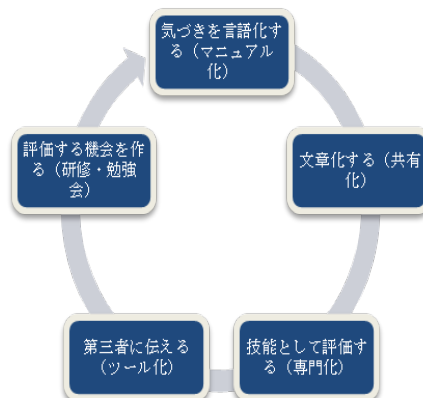 気づきを言語化す
る（マニュアル
化）
文章化する（共有
化）
技能として評価す
る（専門化）
第三者に伝える
（ツール化）
評価する機会を作
る（研修・勉強
会）